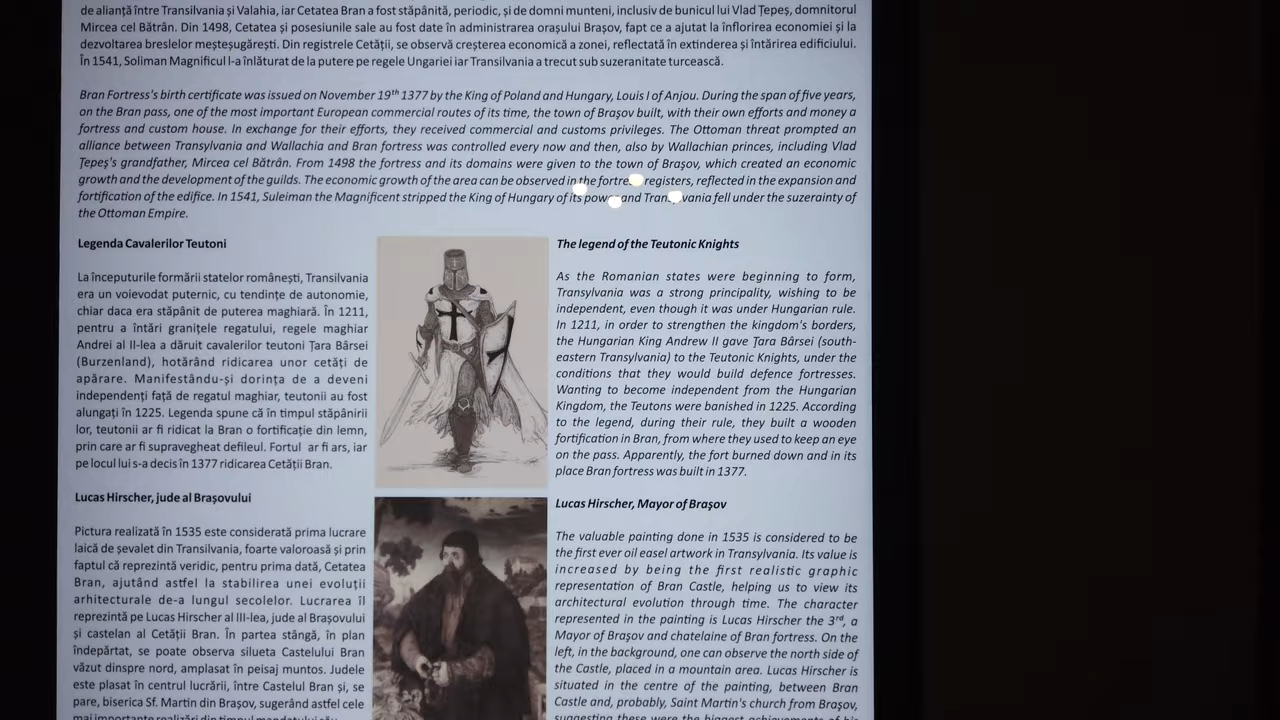 de alianță între Transilvania și Valahia, iar Cetatea Bran a fost stăpânită, periodic, și de domni munteni, inclusiv de bunicul lui Vlad Țepeș, domnitorul
Mircea cel Bătrân. Din 1498, Cetatea și posesiunile sale au fost date în administrarea orașului Brașov, fapt ce a ajutat la înflorirea economiei și la
dezvoltarea breslelor meșteșugărești. Din registrele Cetății, se observă creșterea economică a zonei, reflectată în extinderea și întărirea edificiului.
În 1541, Soliman Magnificul l-a înlăturat de la putere pe regele Ungariei iar Transilvania a trecut sub suzeranitate turcească.
Bran Fortress's birth certificate was issued on November 19th 1377 by the King of Poland and Hungary, Louis I of Anjou. During the span of five years,
on the Bran pass, one of the most important European commercial routes of its time, the town of Brașov built, with their own efforts and money a
fortress and custom house. In exchange for their efforts, they received commercial and customs privileges. The Ottoman threat prompted an
alliance between Transylvania and Wallachia and Bran fortress was controlled every now and then, also by Wallachian princes, including Vlad
Țepeș's grandfather, Mircea cel Bătrân. From 1498 the fortress and its domains were given to the town of Brașov, which created an economic
growth and the development of the guilds. The economic growth of the area can be observed in the registers, reflected in the expansion and
fortification of the edifice. In 1541, Suleiman the Magnificent stripped the King of Hungary of its and fell under the suzerainty of
the Ottoman Empire.
Legenda Cavalerilor Teutoni
La începuturile formării statelor românești, Transilvania
era un voievodat puternic, cu tendințe de autonomie,
chiar daca era stăpânit de puterea maghiară. În 1211,
pentru a întări granițele regatului, regele maghiar
Andrei al II-lea a dăruit cavalerilor teutoni Țara Bârsei
(Burzenland), hotărând ridicarea unor cetăți de
apărare. Manifestându-și dorința de a deveni
independenți față de regatul maghiar, teutonii au fost
alungați în 1225. Legenda spune că în timpul stăpânirii
lor, teutonii ar fi ridicat la Bran o fortificație din lemn,
prin care ar fi supravegheat defileul. Fortul ar fi ars, iar
pe locul lui s-a decis în 1377 ridicarea Cetății Bran.
The legend of the Teutonic Knights
As the Romanian states were beginning to form,
Transylvania was a strong principality, wishing to be
independent, even though it was under Hungarian rule.
In 1211, in order to strengthen the kingdom's borders,
the Hungarian King Andrew II gave Țara Bârsei (south-
eastern Transylvania) to the Teutonic Knights, under the
conditions that they would build defence fortresses.
Wanting to become independent from the Hungarian
Kingdom, the Teutons were banished in 1225. According
to the legend, during their rule, they built a wooden
fortification in Bran, from where they used to keep an eye
on the pass. Apparently, the fort burned down and in its
place Bran fortress was built in 1377.
Lucas Hirscher, jude al Brașovului
Pictura realizată în 1535 este considerată prima lucrare
laică de șevalet din Transilvania, foarte valoroasă și prin
faptul că reprezintă veridic, pentru prima dată, Cetatea
Bran, ajutând astfel la stabilirea unei evoluții
arhitecturale de-a lungul secolelor. Lucrarea îl
reprezintă pe Lucas Hirscher al III-lea, jude al Brașovului
și castelan al Cetății Bran. În partea stângă, în plan
îndepărtat, se poate observa silueta Castelului Bran
văzut dinspre nord, amplasat în peisaj muntos. Judele
este plasat în centrul lucrării, între Castelul Bran și, se
pare, biserica Sf. Martin din Brașov, sugerând astfel cele
mai importante realizări din timpul mandatului său.
Lucas Hirscher, Mayor of Brașov
The valuable painting done in 1535 is considered to be
the first ever oil easel artwork in Transylvania. Its value is
increased by being the first realistic graphic
representation of Bran Castle, helping us to view its
architectural evolution through time. The character
represented in the painting is Lucas Hirscher the 3rd, a
Mayor of Brașov and chatelaine of Bran fortress. On the
left, in the background, one can observe the north side of
the Castle, placed in a mountain area. Lucas Hirscher is
situated in the centre of the painting, between Bran
Castle and, probably, Saint Martin's church from Brașov,
suggesting these were the biggest achievements of his